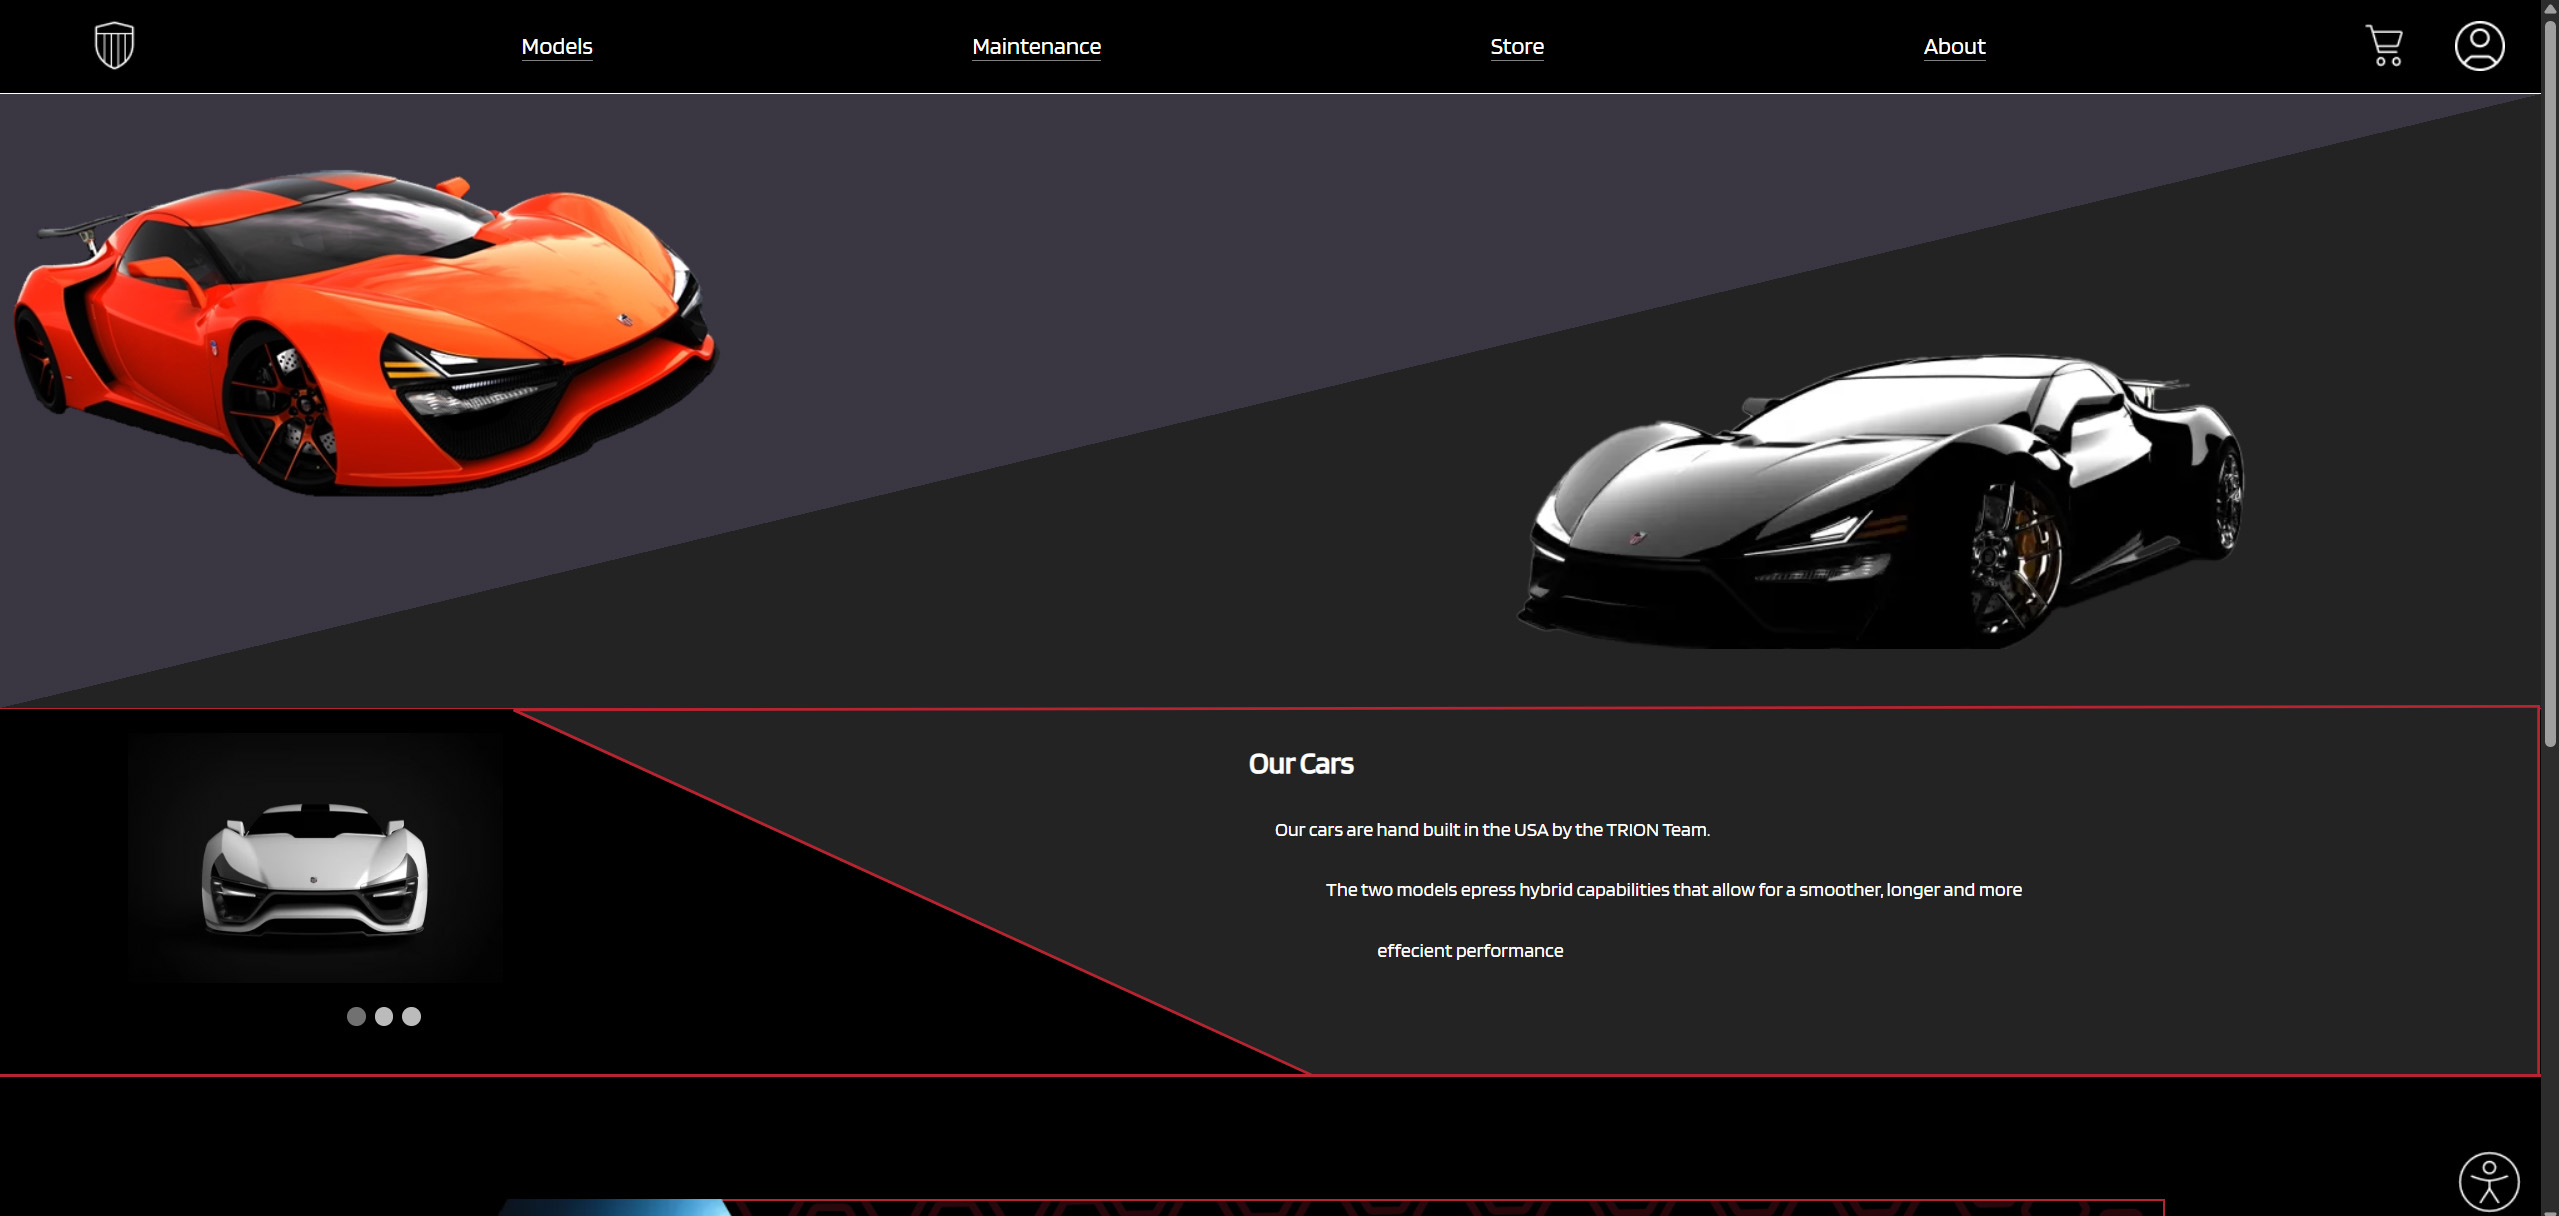 Models
Maintenance
Store
About
Our Cars
Our cars are hand built in the USA by the TRION Team.
The two models epress hybrid capabilities that allow for a smoother, longer and more
effecient performance